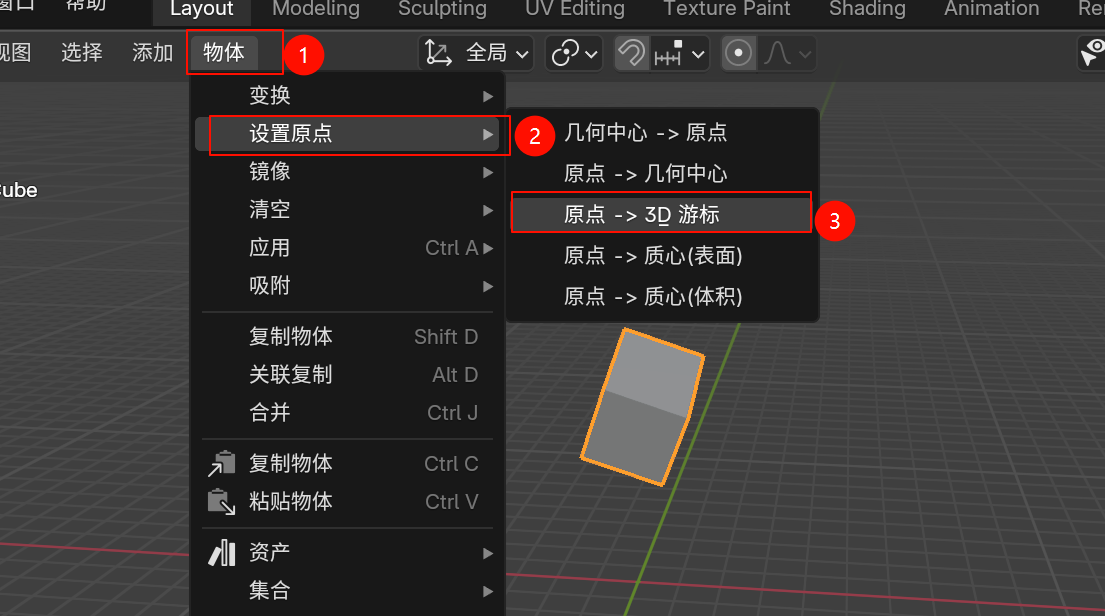 窗口 帮助 Layout Modeling Sculpting UV Editing Texture Paint Shading Animation Re
视图 选择 添加 物体 1 全局
变换
设置原点 2
镜像
清空
应用 Ctrl A
吸附
复制物体 Shift D
关联复制 Alt D
合并 Ctrl J
复制物体 Ctrl C
粘贴物体 Ctrl V
资产
集合
几何中心 -> 原点
原点 -> 几何中心
原点 -> 3D 游标 3
原点 -> 质心(表面)
原点 -> 质心(体积)
ube